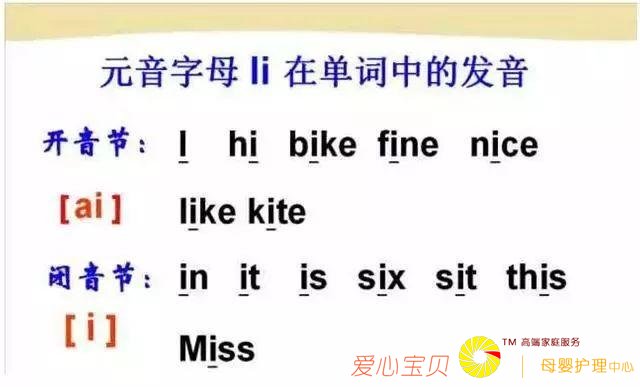 元音字母 Ii 在单词中的发音
开音节： I hi bike fine nice
[ai] like kite
闭音节： in it is six sit this
[i] Miss
爱心宝贝 TM 高端家庭服务
母婴护理中心